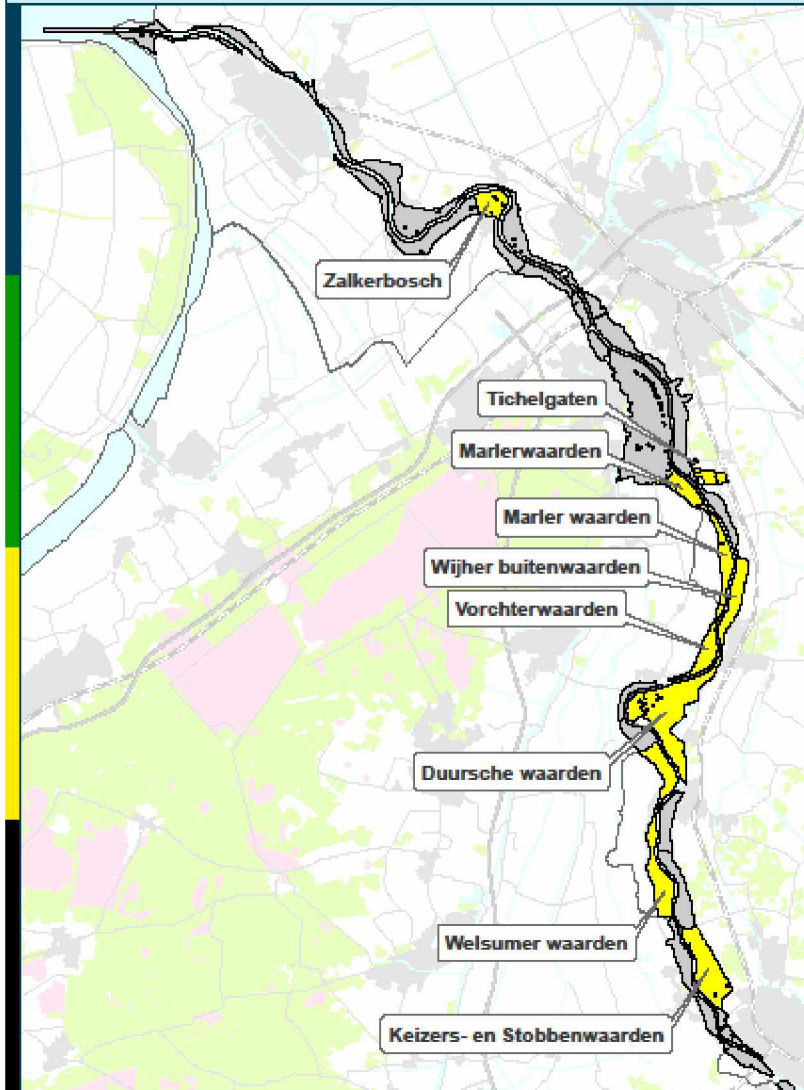 Zalkerbosch
Tichelgaten
Marlerwaarden
Marler waarden
Wijher buitenwaarden
Vorchterwaarden
Duursche waarden
Welsumer waarden
Keizers- en Stobbenwaarden